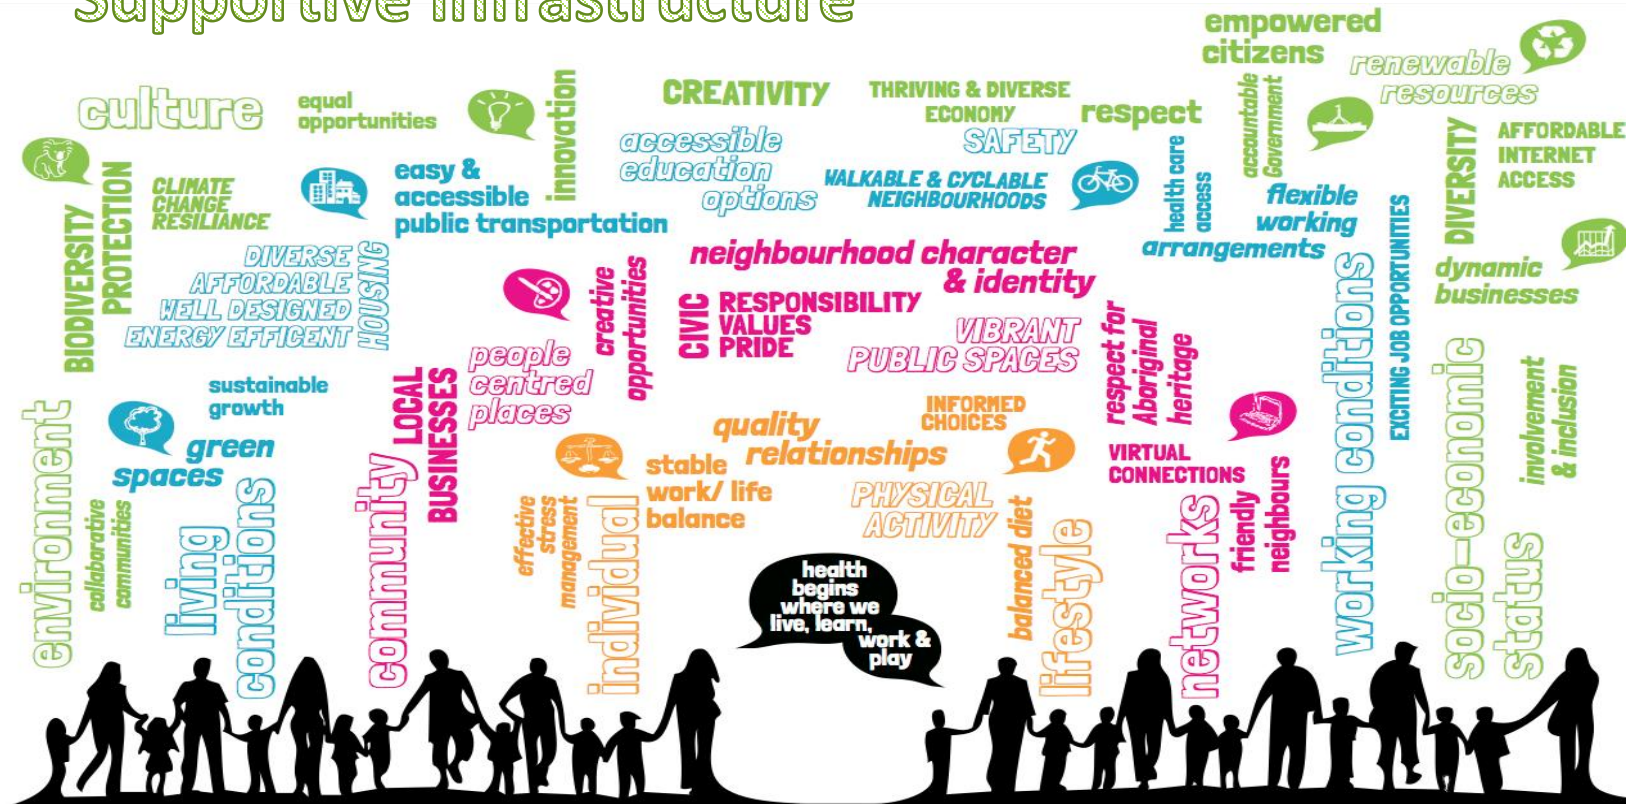 Supportive Infrastructure
empowered
citizens
renewable
resources
culture
equal
opportunities
innovation
CREATIVITY
THRIVING & DIVERSE
ECONOMY
respect
accountable
Government
AFFORDABLE
INTERNET
ACCESS
DIVERSITY
BIODIVERSITY
PROTECTION
CLIMATE
CHANGE
RESILIANCE
easy &
accessible
public transportation
accessible
education
options
SAFETY
WALKABLE & CYCLABLE
NEIGHBOURHOODS
health care
access
flexible
working
arrangements
EXCITING JOB OPPORTUNITIES
dynamic
businesses
DIVERSE
AFFORDABLE
WELL DESIGNED
ENERGY EFFICENT
HOUSING
creative
opportunities
neighbourhood character
& identity
CIVIC
RESPONSIBILITY
VALUES
PRIDE
VIBRANT
PUBLIC SPACES
respect for
Aboriginal
heritage
people
centred
places
LOCAL
BUSINESSES
sustainable
growth
green
spaces
environment
collaborative
communities
living
conditions
community
quality
relationships
INFORMED
CHOICES
stable
work/ life
balance
effective
stress
management
individual
PHYSICAL
ACTIVITY
balanced diet
lifestyle
VIRTUAL
CONNECTIONS
networks
friendly
neighbours
working conditions
socio-economic
status
involvement
& inclusion
health
begins
where we
live, learn,
work &
play